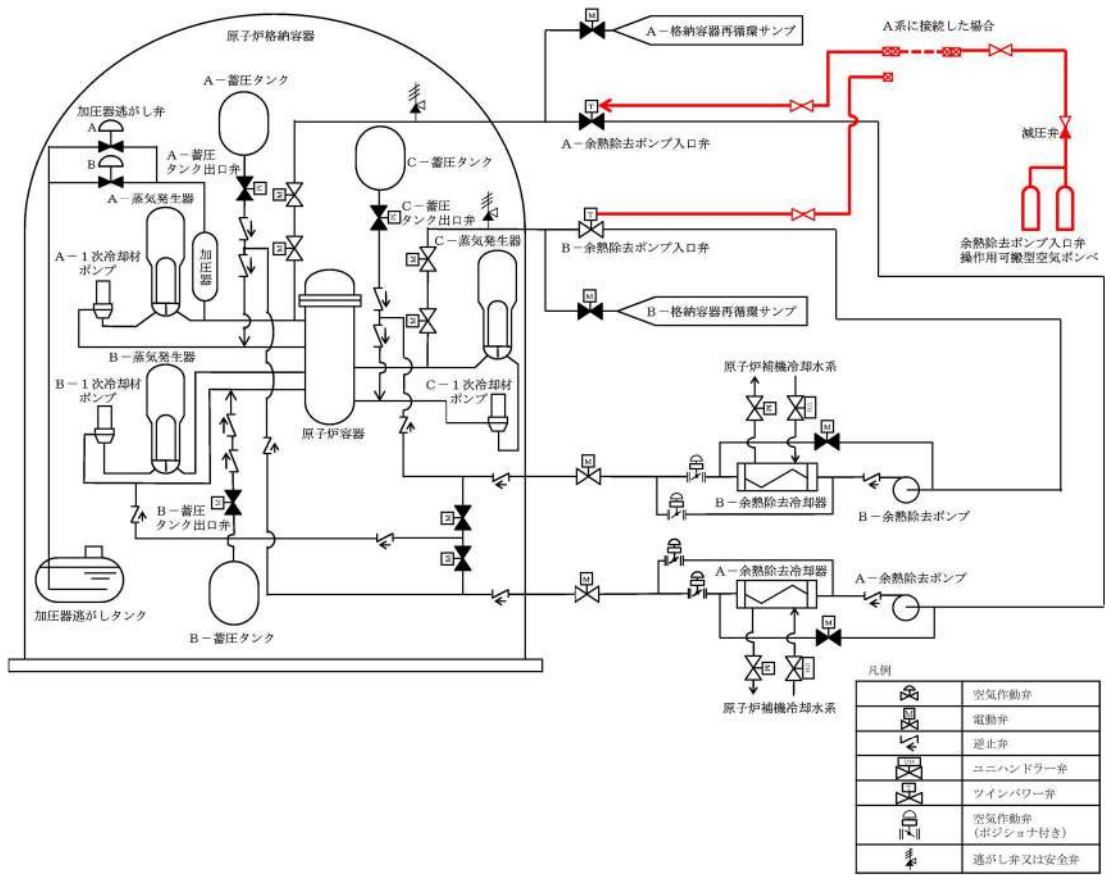 原子炉格納容器
A-格納容器再循環サンプ
A系に接続した場合
A-蓄圧タンク
加圧器逃がし弁
A
B
A-蓄圧
タンク出口弁
C-蓄圧タンク
A-余熱除去ポンプ入口弁
減圧弁
A-蒸気発生器
C-蓄圧
タンク出口弁
C-蒸気発生器
B-余熱除去ポンプ入口弁
余熱除去ポンプ入口弁
操作用可搬型空気ボンベ
A-1次冷却材
ポンプ
加圧器
B-格納容器再循環サンプ
B-蒸気発生器
B-1次冷却材
ポンプ
C-1次冷却材
ポンプ
原子炉容器
原子炉補機冷却水系
B-余熱除去冷却器
B-余熱除去ポンプ
B-蓄圧
タンク出口弁
A-余熱除去冷却器
A-余熱除去ポンプ
加圧器逃がしタンク
B-蓄圧タンク
原子炉補機冷却水系
凡例
空気作動弁
M
電動弁
逆止弁
UH
ユニハンドラー弁
T
ツインパワー弁
空気作動弁
(ポジショナ付き)
逃がし弁又は安全弁